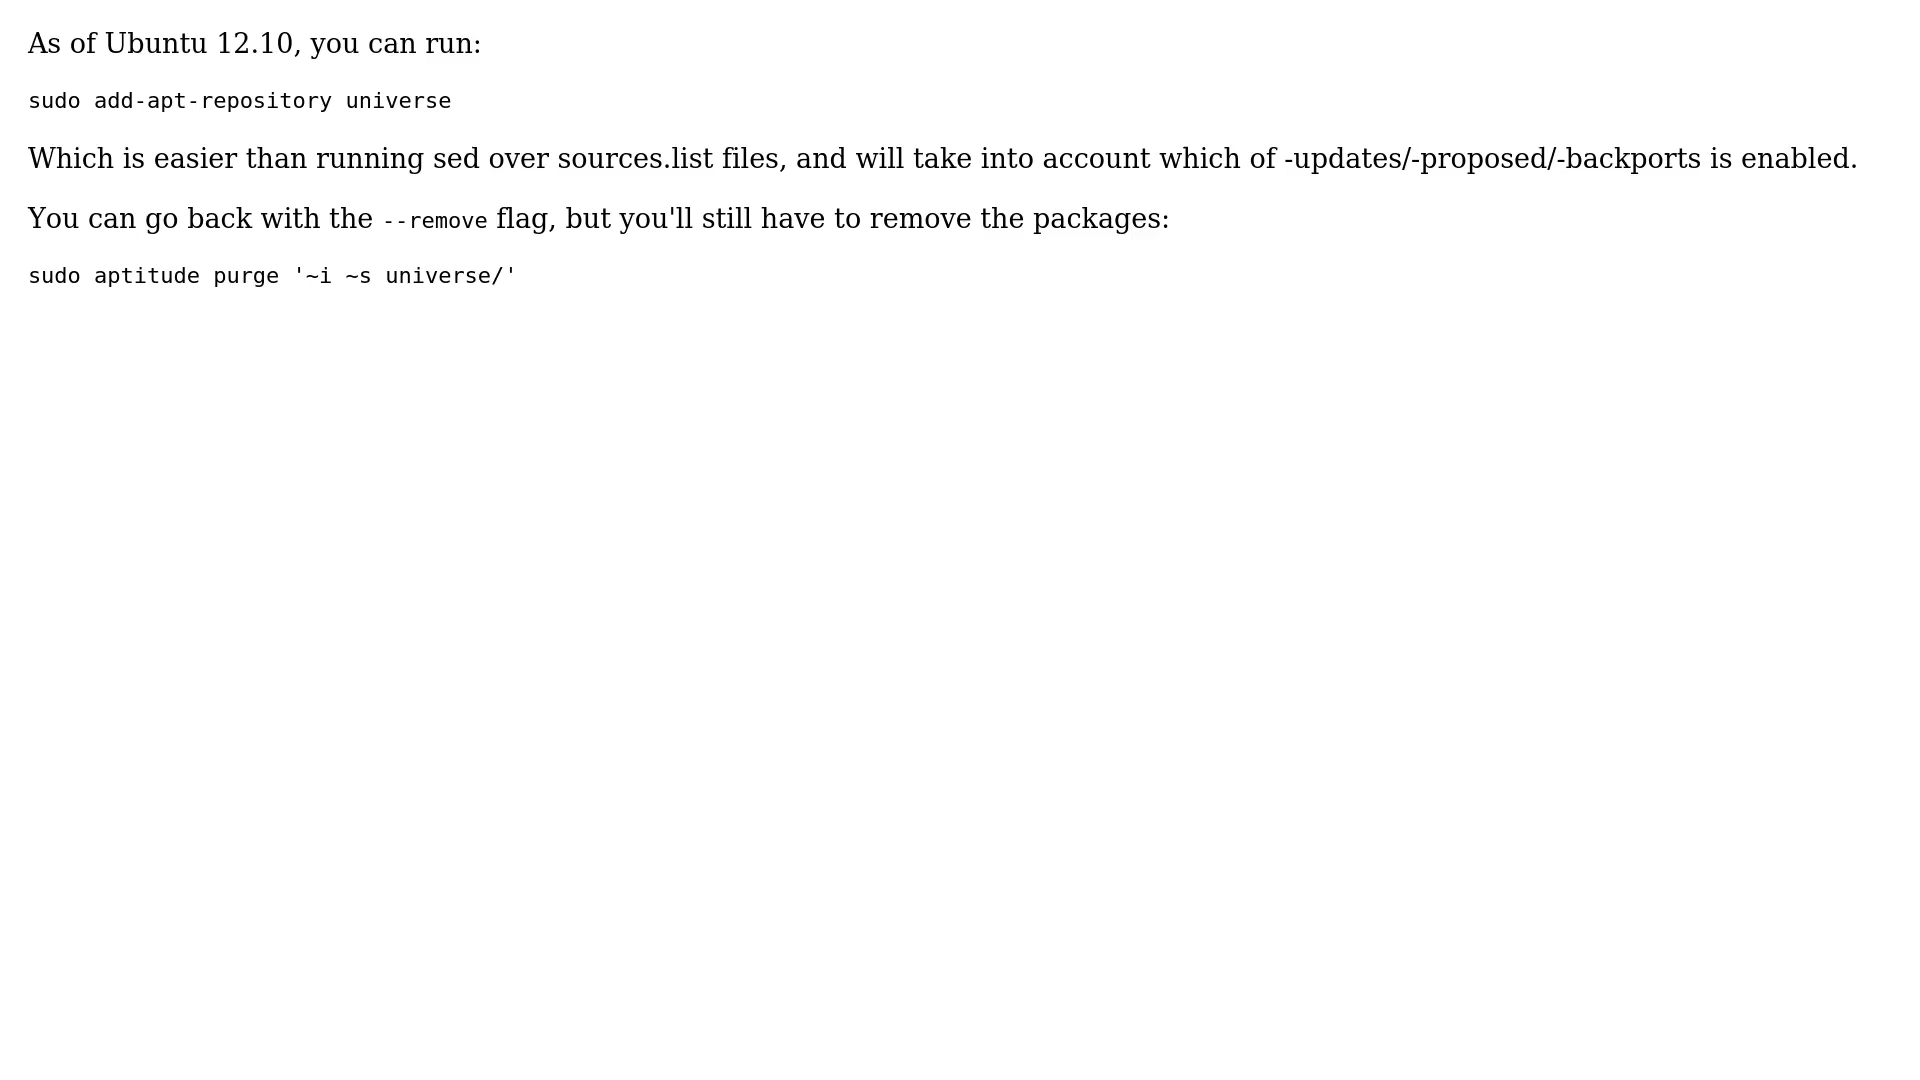 As of Ubuntu 12.10, you can run:
sudo add-apt-repository universe
Which is easier than running sed over sources.list files, and will take into account which of -updates/-proposed/-backports is enabled.
You can go back with the --remove flag, but you'll still have to remove the packages:
sudo aptitude purge '~i ~s universe/'